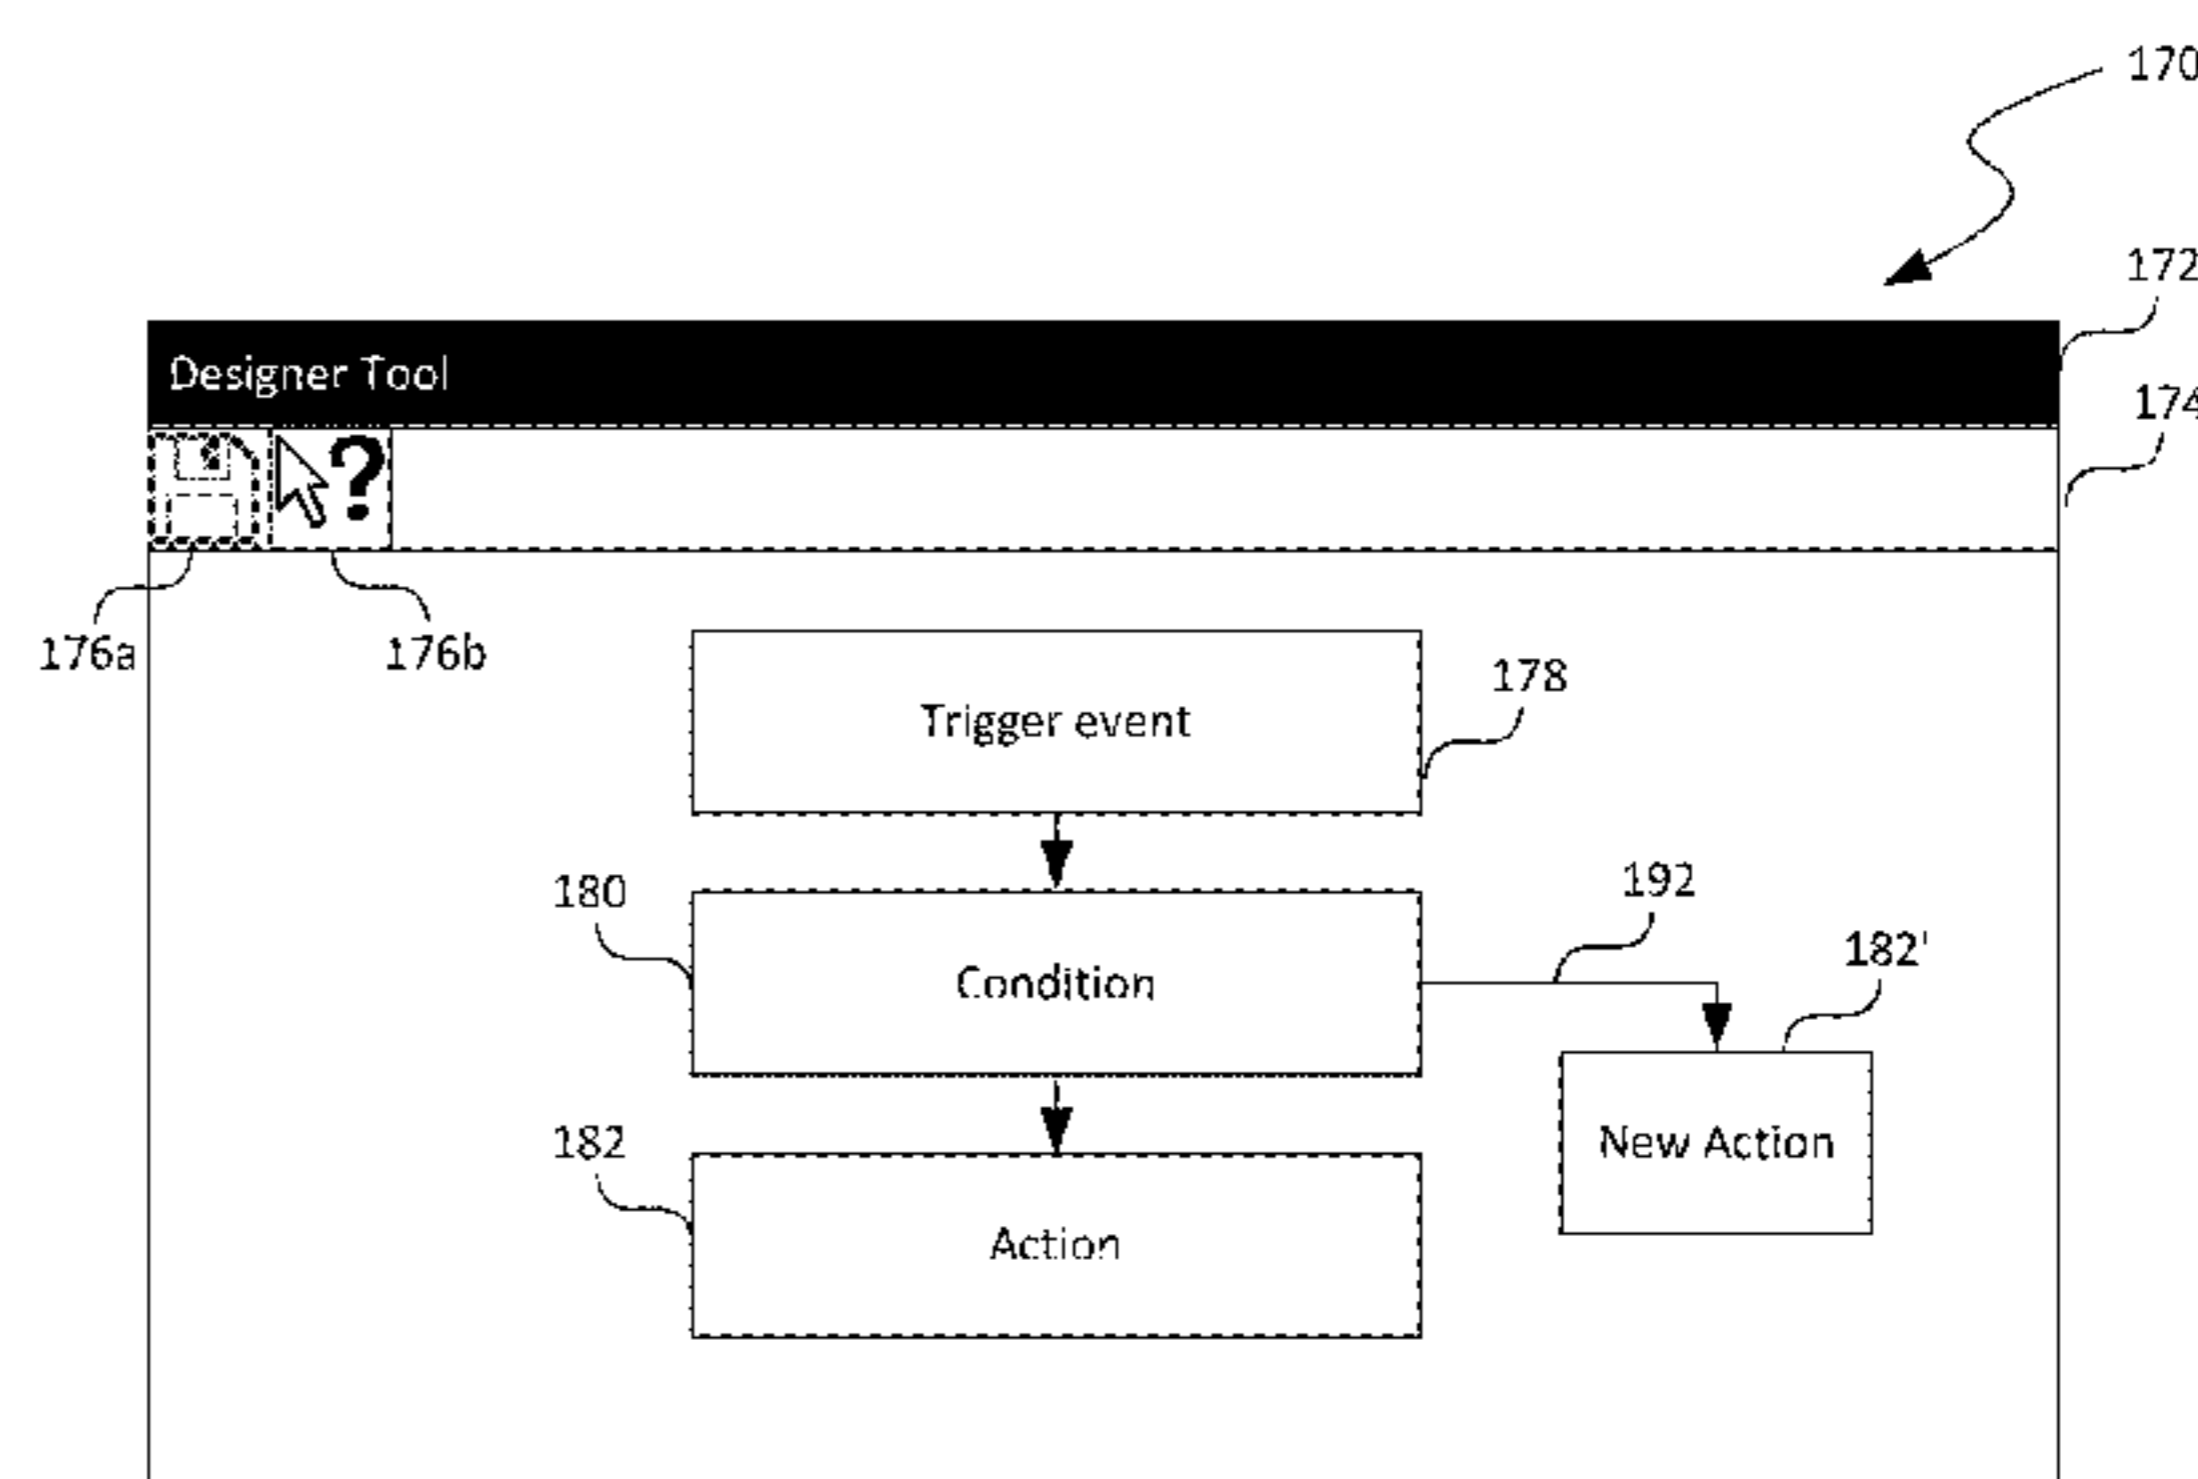 170
172
Designer Tool
174
?
176a
176b
178
Trigger event
180
192
182'
Condition
182
New Action
Action